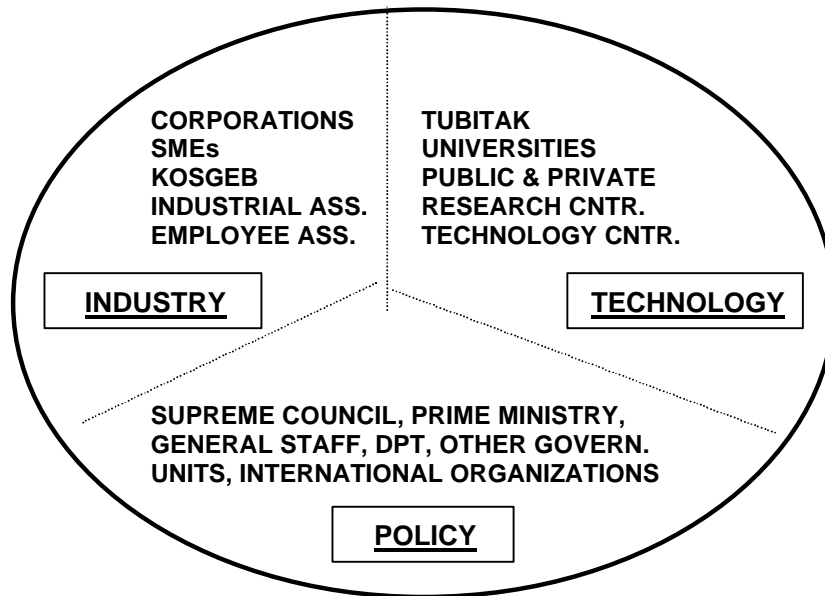 CORPORATIONS
SMEs
KOSGEB
INDUSTRIAL ASS.
EMPLOYEE ASS.
INDUSTRY
TUBITAK
UNIVERSITIES
PUBLIC & PRIVATE
RESEARCH CNTR.
TECHNOLOGY CNTR.
TECHNOLOGY
SUPREME COUNCIL, PRIME MINISTRY,
GENERAL STAFF, DPT, OTHER GOVERN.
UNITS, INTERNATIONAL ORGANIZATIONS
POLICY